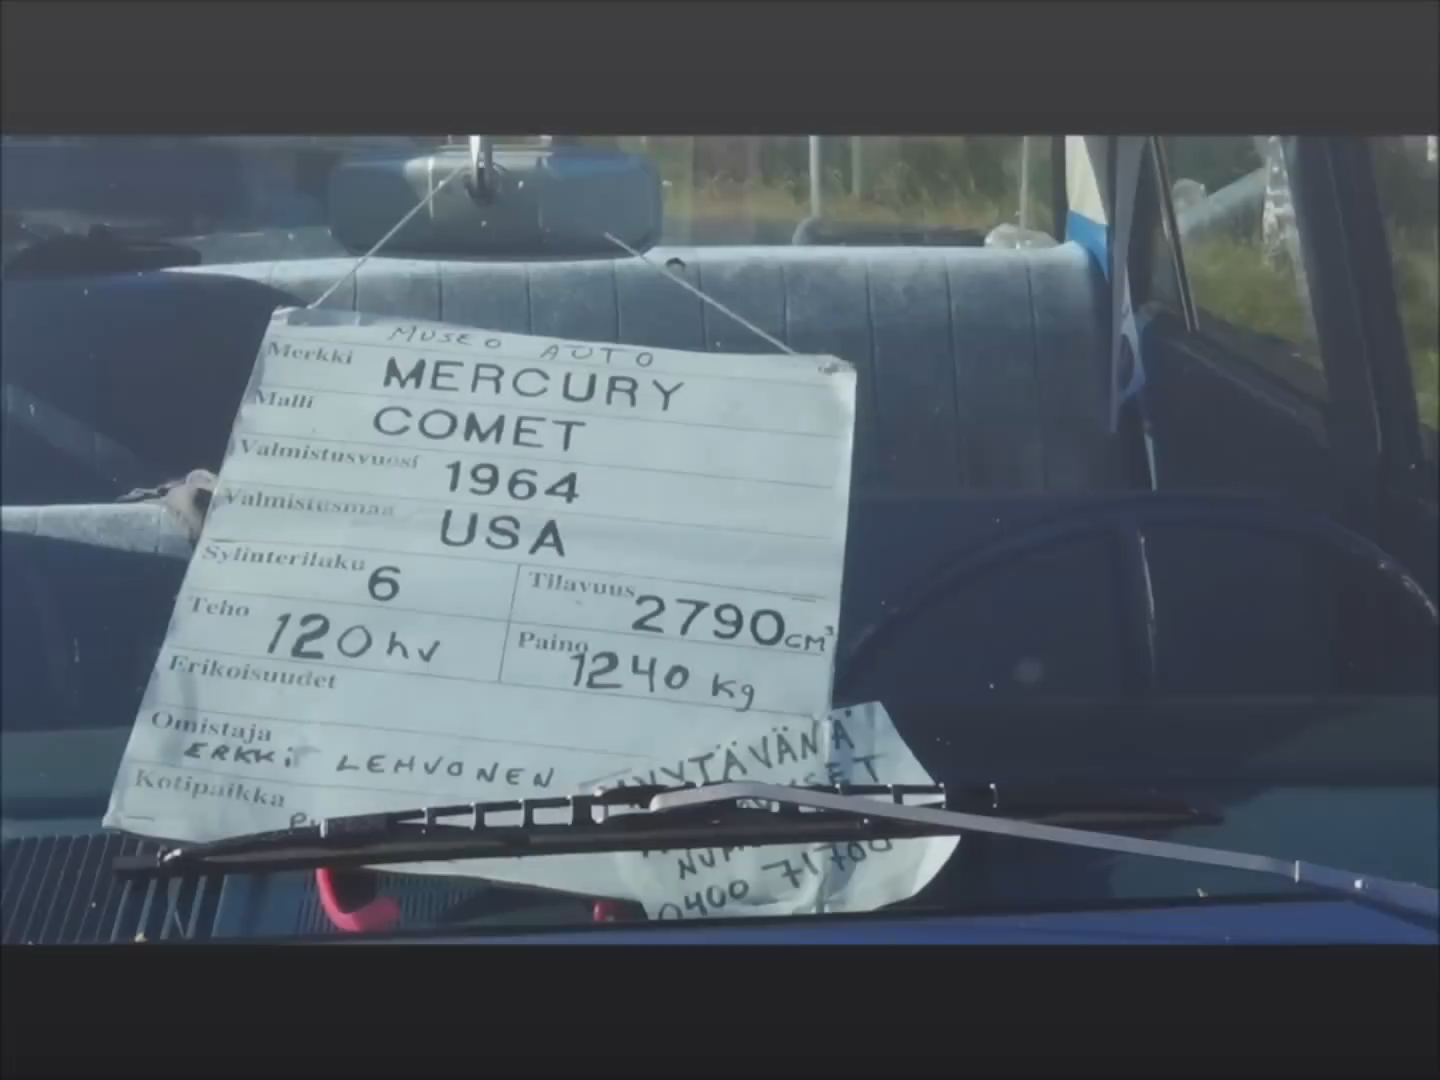 MUSEO AUTO
Merkki MERCURY
Malli COMET
Valmistusvuosi 1964
Valmistusmaa USA
Sylinteriluku 6 Tilavuus 2790 cm³
Teho 120 hv Paino 1240 kg
Erikoisuudet
Omistaja
ERKKi LEHVONEN
Kotipaikka
MYYTÄVÄNÄ
0400 71700